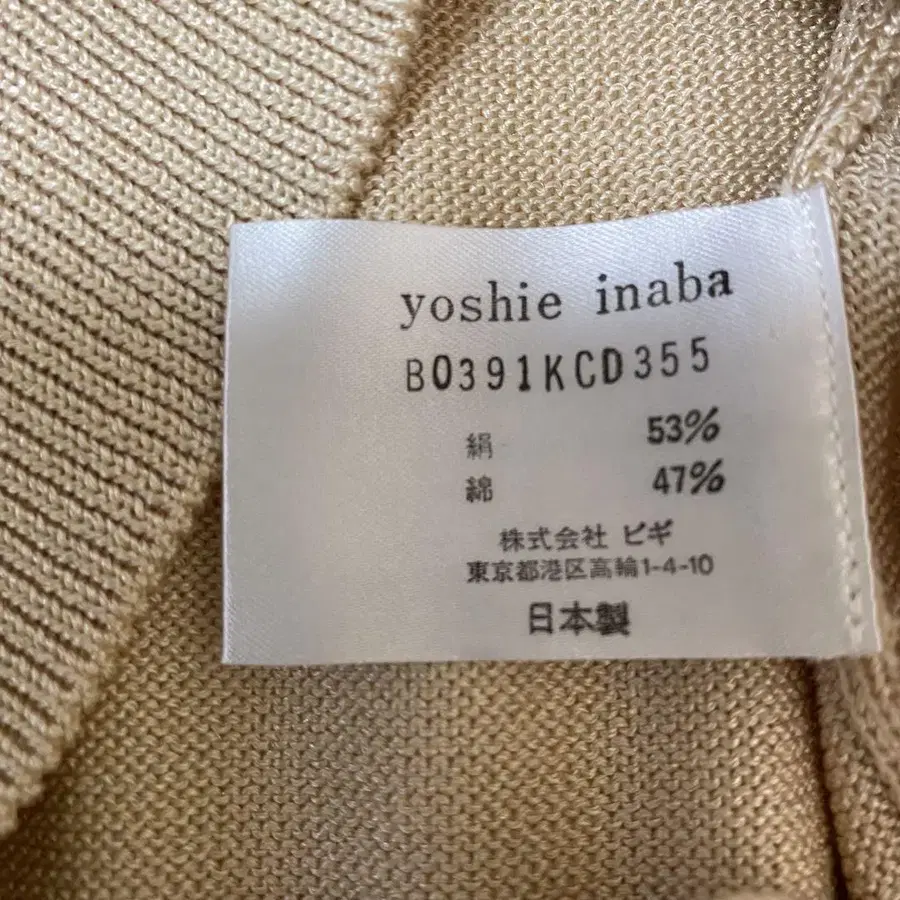 yoshie inaba
B0391KCD355
絹 53%
綿 47%
株式会社 ビギ
東京都港区高輪1-4-10
日本製